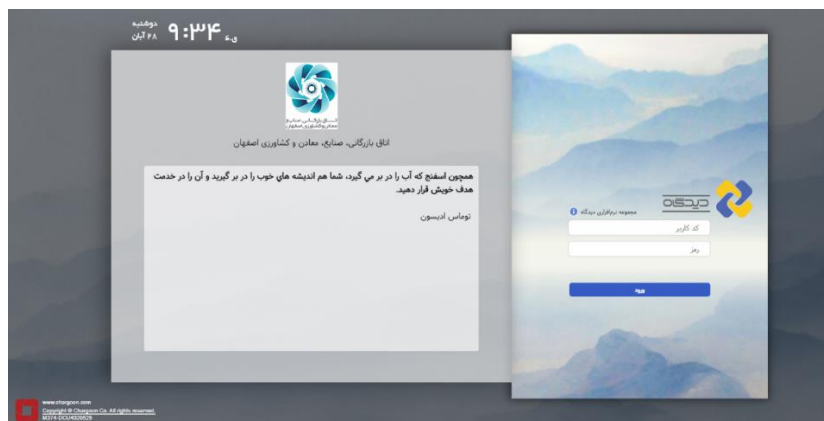 دوشنبه
۲۸ آبان
۹:۳۴ ق.ظ
اتاق بازرگانی، صنایع، معادن و کشاورزی اصفهان
همچون اسفنج که آب را در بر مي گیرد، شما هم اندیشه هاي خوب را در بر گیرید و آن را در خدمت
هدف خویش قرار دهید.
توماس ادیسون
دیدگاه
مجموعه نرم‌افزاری دیدگاه
کد کاربر
رمز
ورود
www.chargoon.com
Copyright © Chargoon Co. All rights reserved.